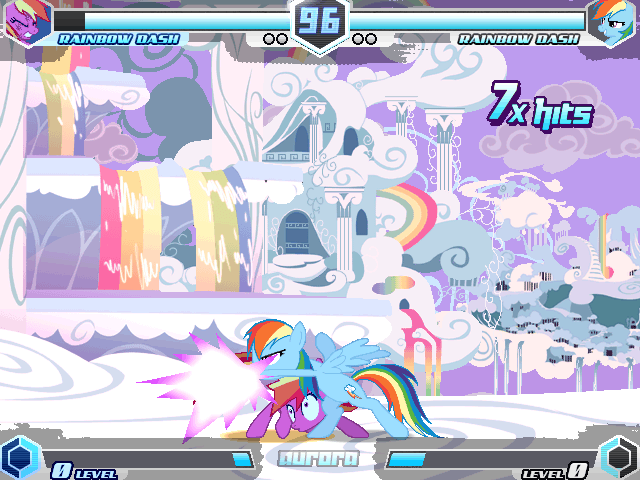 96
RAINBOW DASH
RAINBOW DASH
7x hits
aurora
0 LEVEL
LEVEL 0